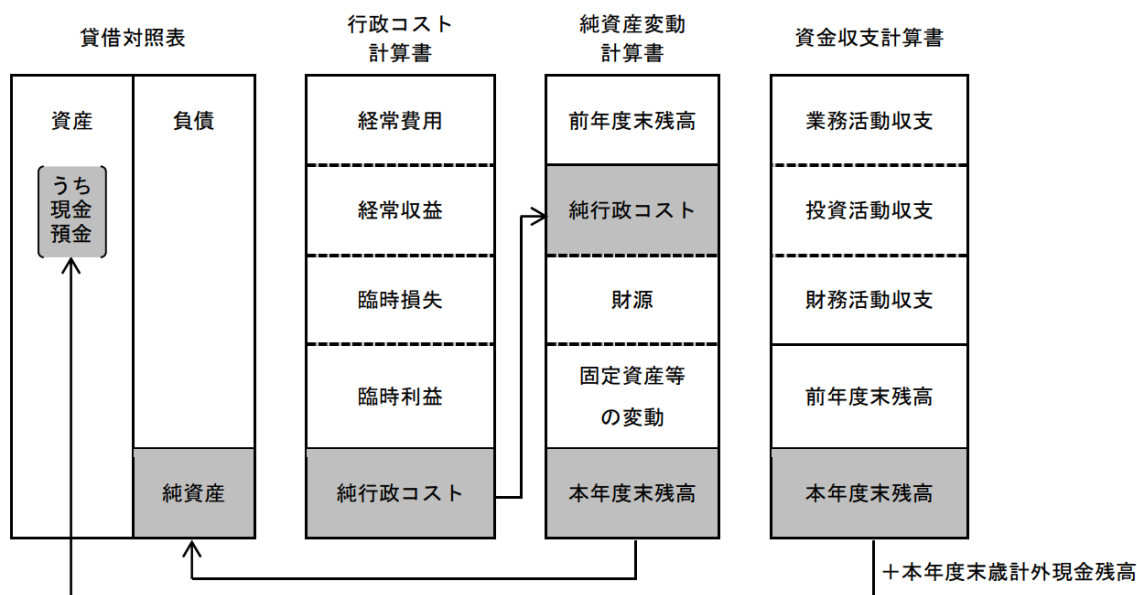 貸借対照表
資産
うち
現金
預金
負債
純資産
行政コスト
計算書
経常費用
経常収益
臨時損失
臨時利益
純行政コスト
純資産変動
計算書
前年度末残高
純行政コスト
財源
固定資産等
の変動
本年度末残高
資金収支計算書
業務活動収支
投資活動収支
財務活動収支
前年度末残高
本年度末残高
＋本年度末歳計外現金残高